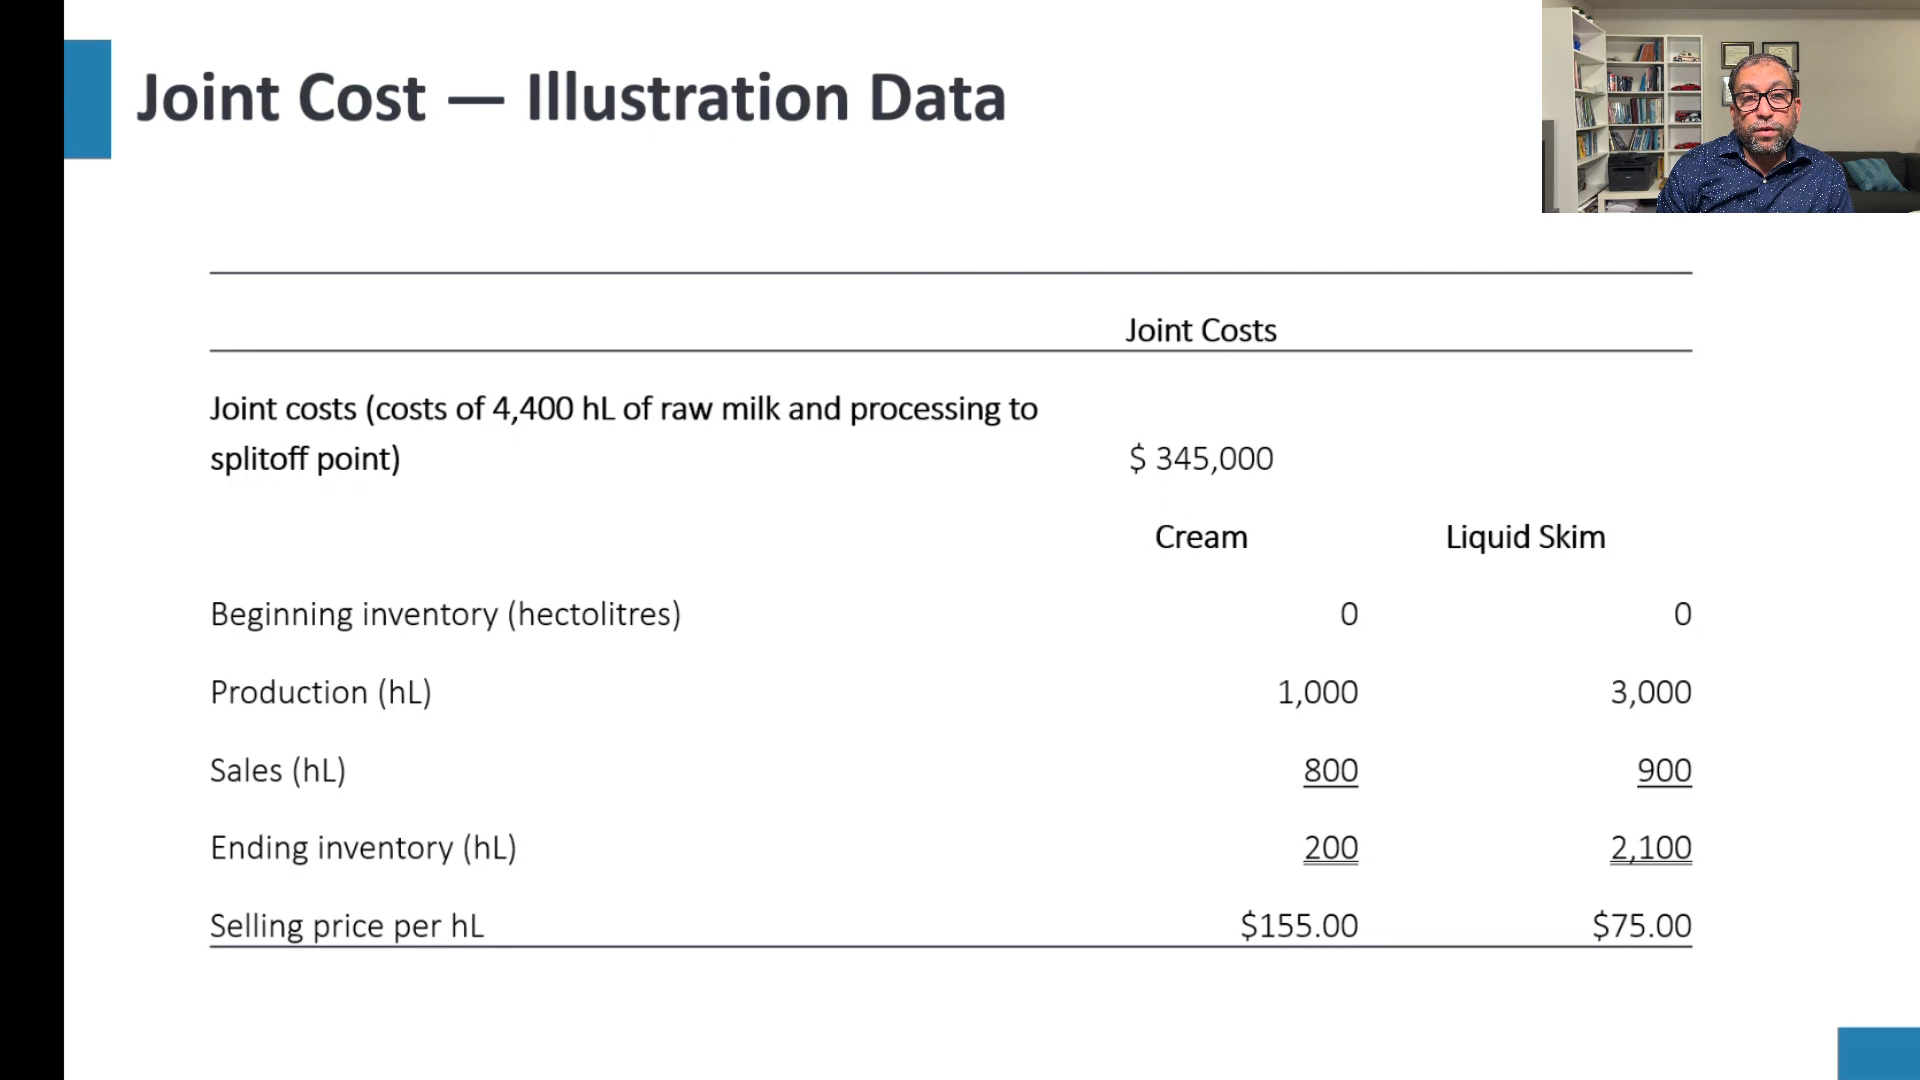 Joint Cost — Illustration Data
Joint Costs
Joint costs (costs of 4,400 hL of raw milk and processing to
splitoff point) $ 345,000
Cream Liquid Skim
Beginning inventory (hectolitres) 0 0
Production (hL) 1,000 3,000
Sales (hL) 800 900
Ending inventory (hL) 200 2,100
Selling price per hL $155.00 $75.00